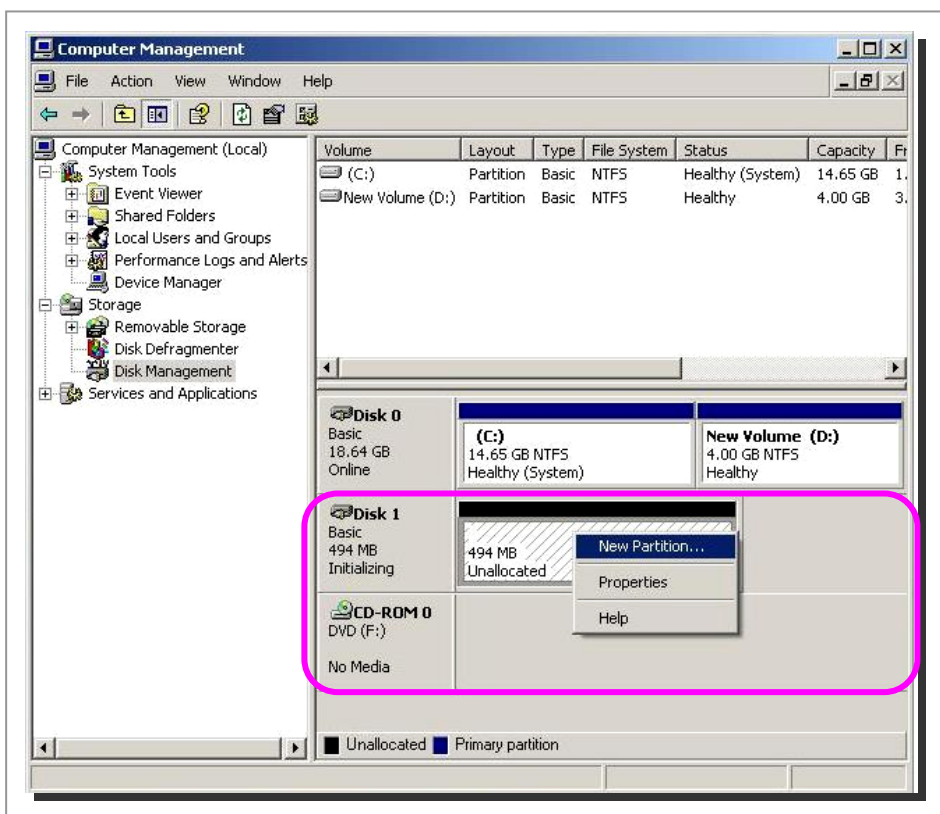 Computer Management
File Action View Window Help
Computer Management (Local)
System Tools
Event Viewer
Shared Folders
Local Users and Groups
Performance Logs and Alerts
Device Manager
Storage
Removable Storage
Disk Defragmenter
Disk Management
Services and Applications
Volume Layout Type File System Status Capacity
(C:) Partition Basic NTFS Healthy (System) 14.65 GB 1.
New Volume (D:) Partition Basic NTFS Healthy 4.00 GB 3.
Disk 0
Basic
18.64 GB
Online
(C:)
14.65 GB NTFS
Healthy (System)
New Volume (D:)
4.00 GB NTFS
Healthy
Disk 1
Basic
494 MB
Initializing
494 MB
Unallocated
New Partition...
Properties
Help
CD-ROM 0
DVD (F:)
No Media
Unallocated Primary partition